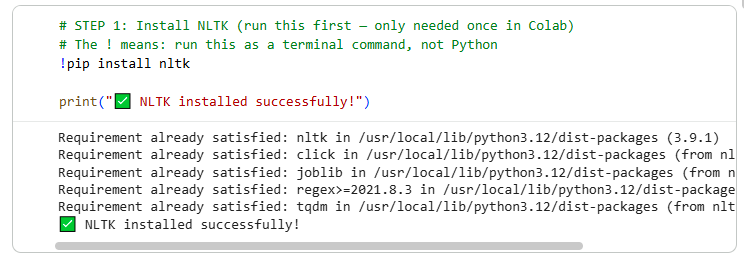 # STEP 1: Install NLTK (run this first — only needed once in Colab)
# The ! means: run this as a terminal command, not Python
!pip install nltk
print("✅ NLTK installed successfully!")
Requirement already satisfied: nltk in /usr/local/lib/python3.12/dist-packages (3.9.1)
Requirement already satisfied: click in /usr/local/lib/python3.12/dist-packages (from nl
Requirement already satisfied: joblib in /usr/local/lib/python3.12/dist-packages (from n
Requirement already satisfied: regex>=2021.8.3 in /usr/local/lib/python3.12/dist-package
Requirement already satisfied: tqdm in /usr/local/lib/python3.12/dist-packages (from nlt
✅ NLTK installed successfully!